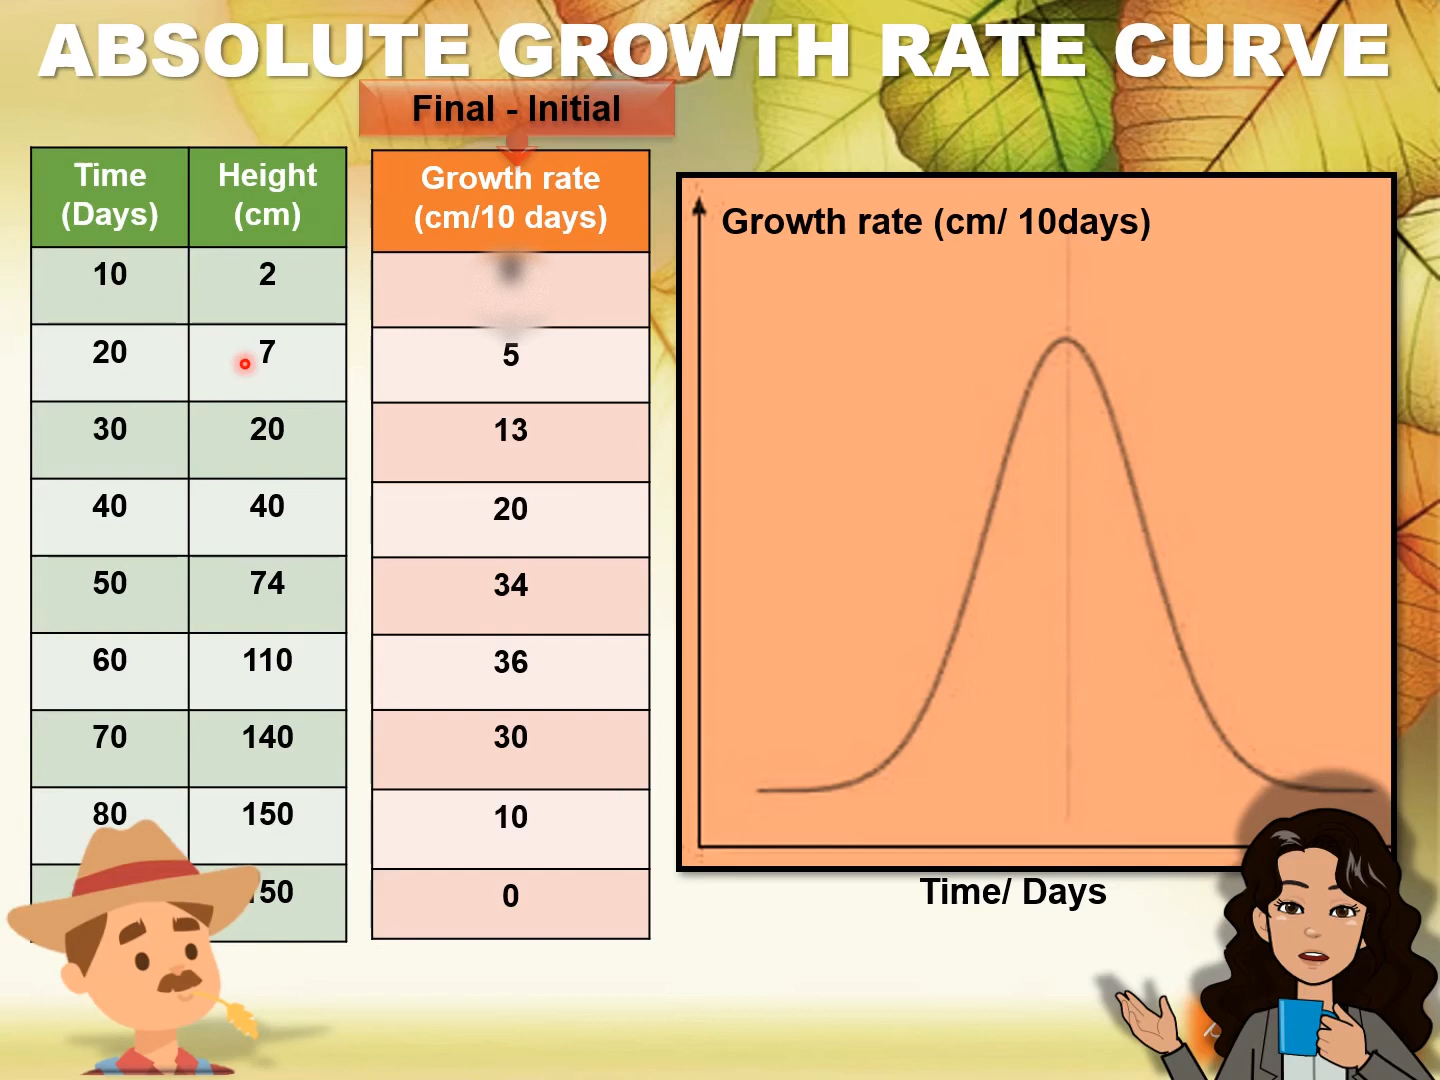 ABSOLUTE GROWTH RATE CURVE
Final - Initial
Time
(Days)
Height
(cm)
Growth rate
(cm/10 days)
10 2
20 7 5
30 20 13
40 40 20
50 74 34
60 110 36
70 140 30
80 150 10
0
Growth rate (cm/ 10days)
Time/ Days